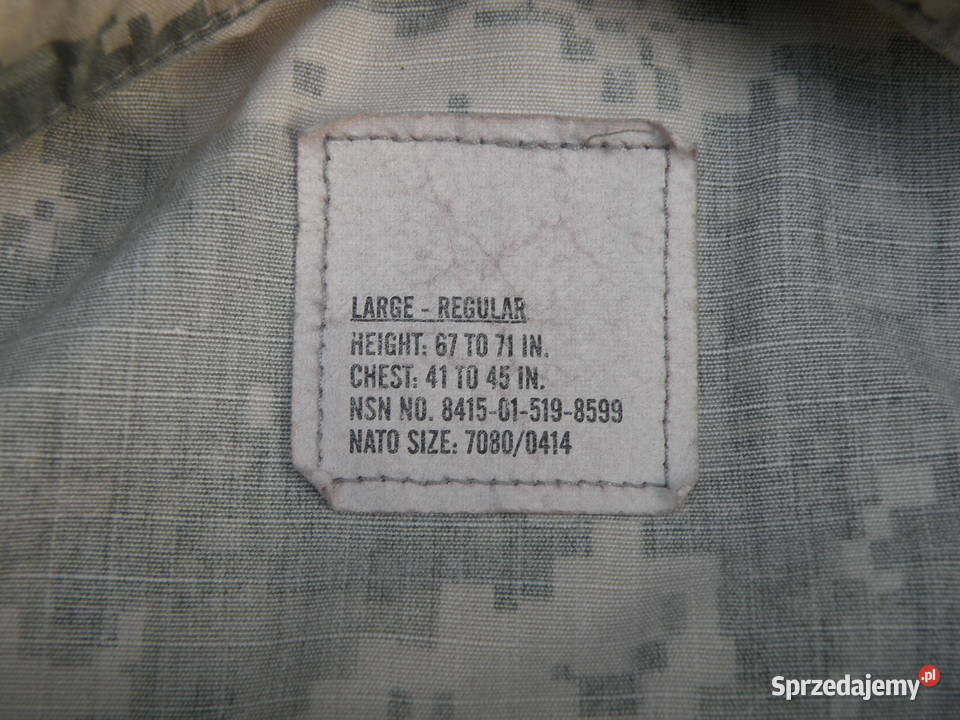 LARGE - REGULAR
HEIGHT: 67 TO 71 IN.
CHEST: 41 TO 45 IN.
NSN NO. 8415-01-519-8599
NATO SIZE: 7080/0414
Sprzedajemy.pl